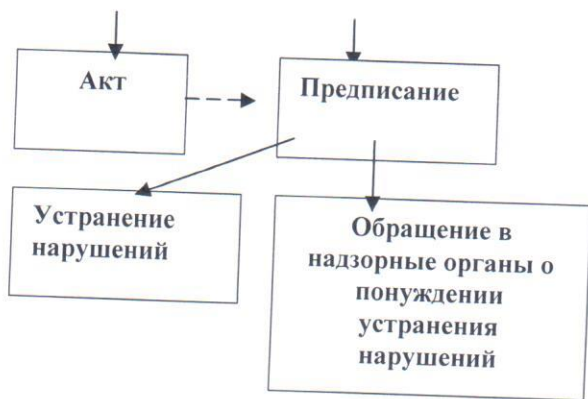 Акт
Предписание
Устранение
нарушений
Обращение в
надзорные органы о
понуждении
устранения
нарушений